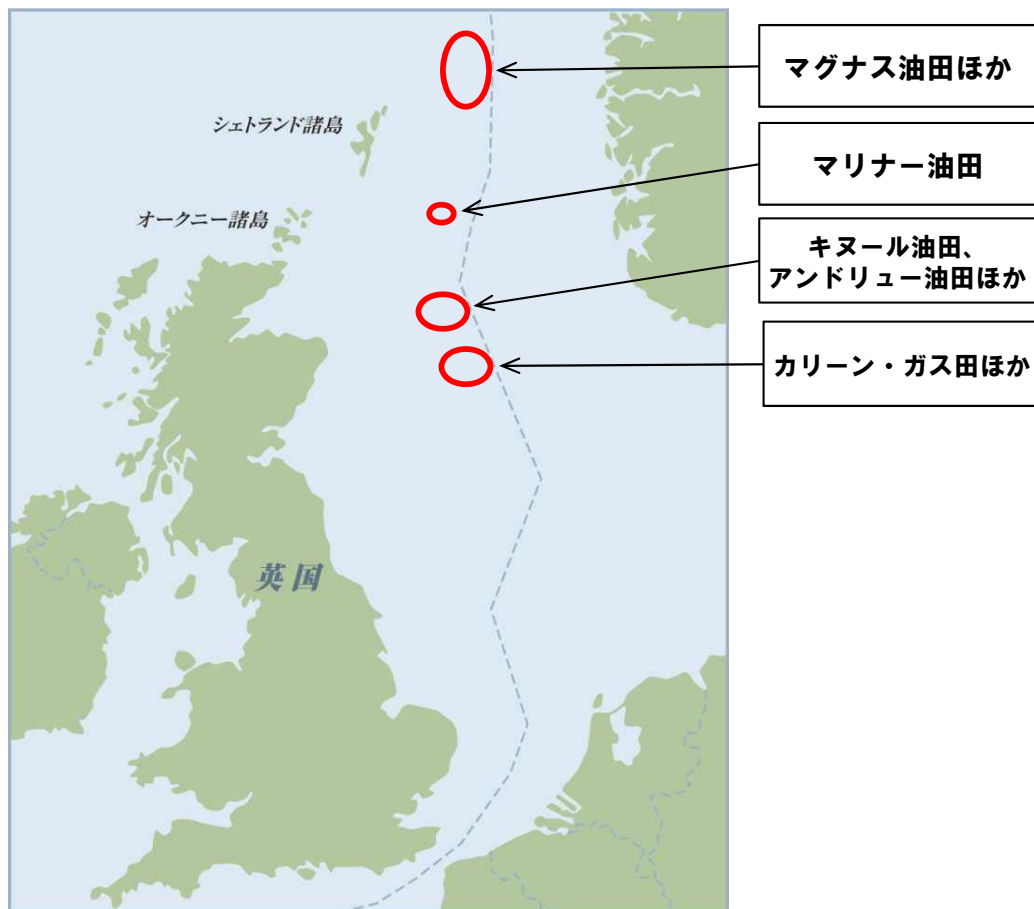 マグナス油田ほか
シェトランド諸島
マリナー油田
オークニー諸島
キヌール油田、
アンドリュー油田ほか
カリーン・ガス田ほか
英国